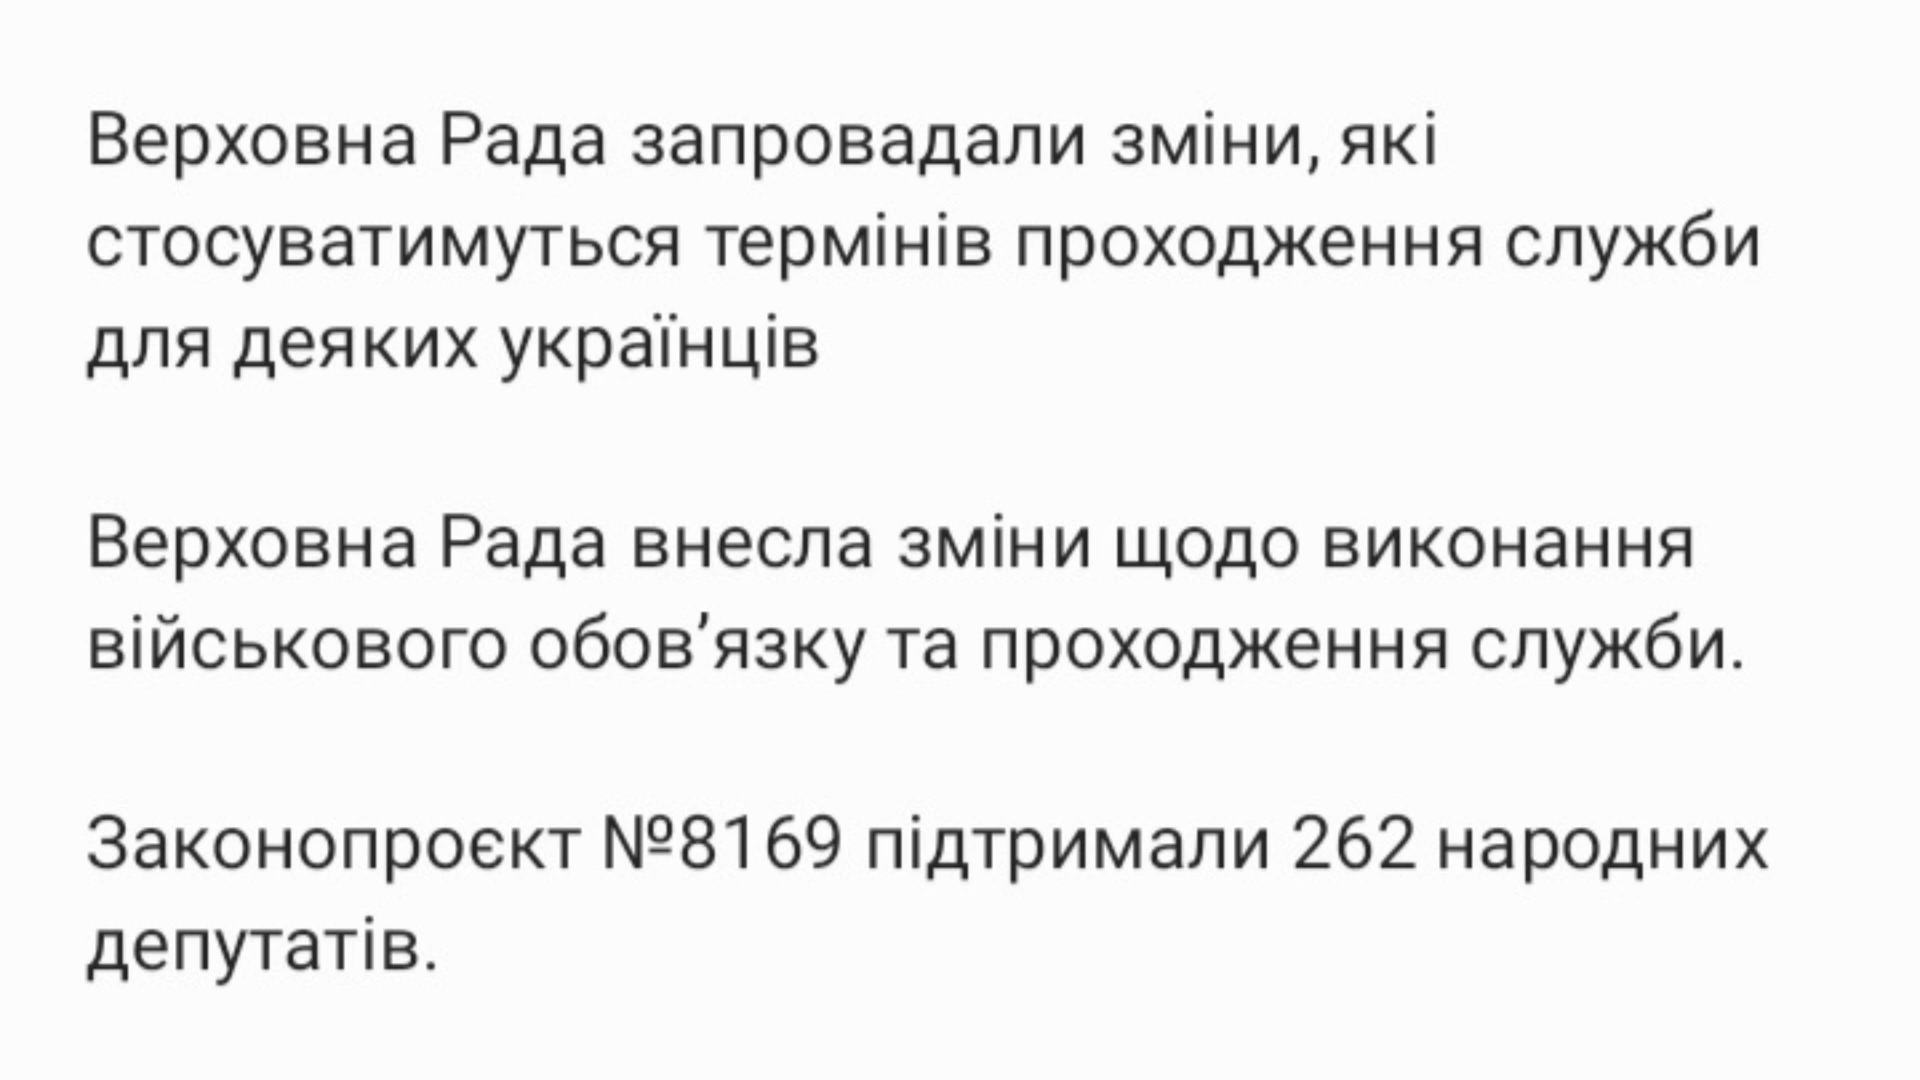 Верховна Рада запровадали зміни, які
стосуватимуться термінів проходження служби
для деяких українців
Верховна Рада внесла зміни щодо виконання
військового обов’язку та проходження служби.
Законопроєкт №8169 підтримали 262 народних
депутатів.